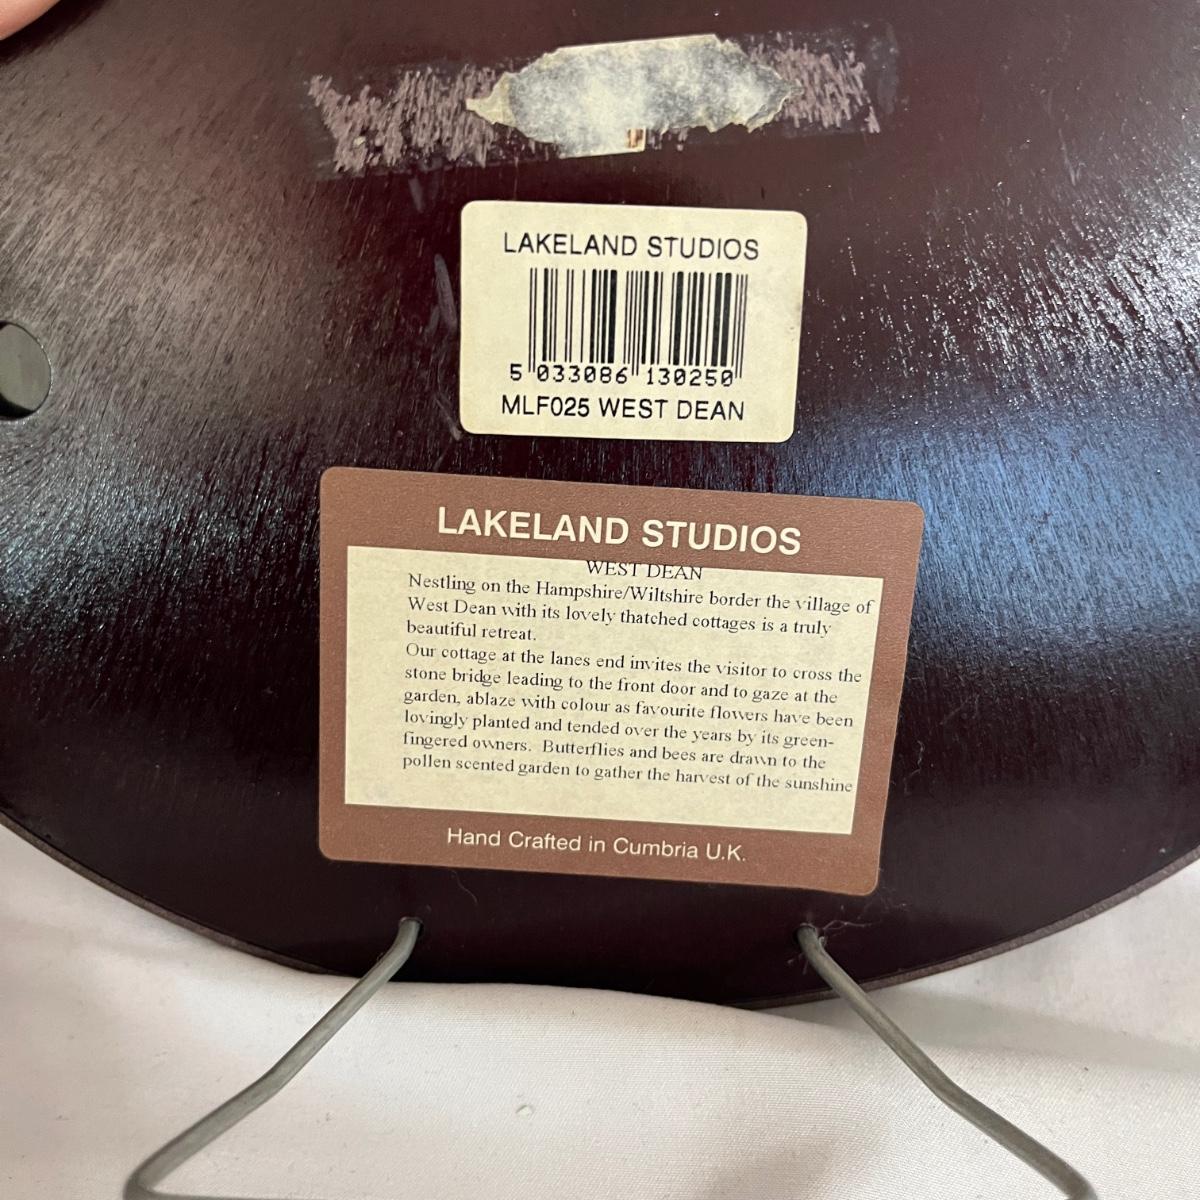 LAKELAND STUDIOS
5 033086 130250
MLF025 WEST DEAN
LAKELAND STUDIOS
WEST DEAN
Nestling on the Hampshire/Wiltshire border the village of
West Dean with its lovely thatched cottages is a truly
beautiful retreat.
Our cottage at the lanes end invites the visitor to cross the
stone bridge leading to the front door and to gaze at the
garden, ablaze with colour as favourite flowers have been
lovingly planted and tended over the years by its green-
fingered owners. Butterflies and bees are drawn to the
pollen scented garden to gather the harvest of the sunshine
Hand Crafted in Cumbria U.K.